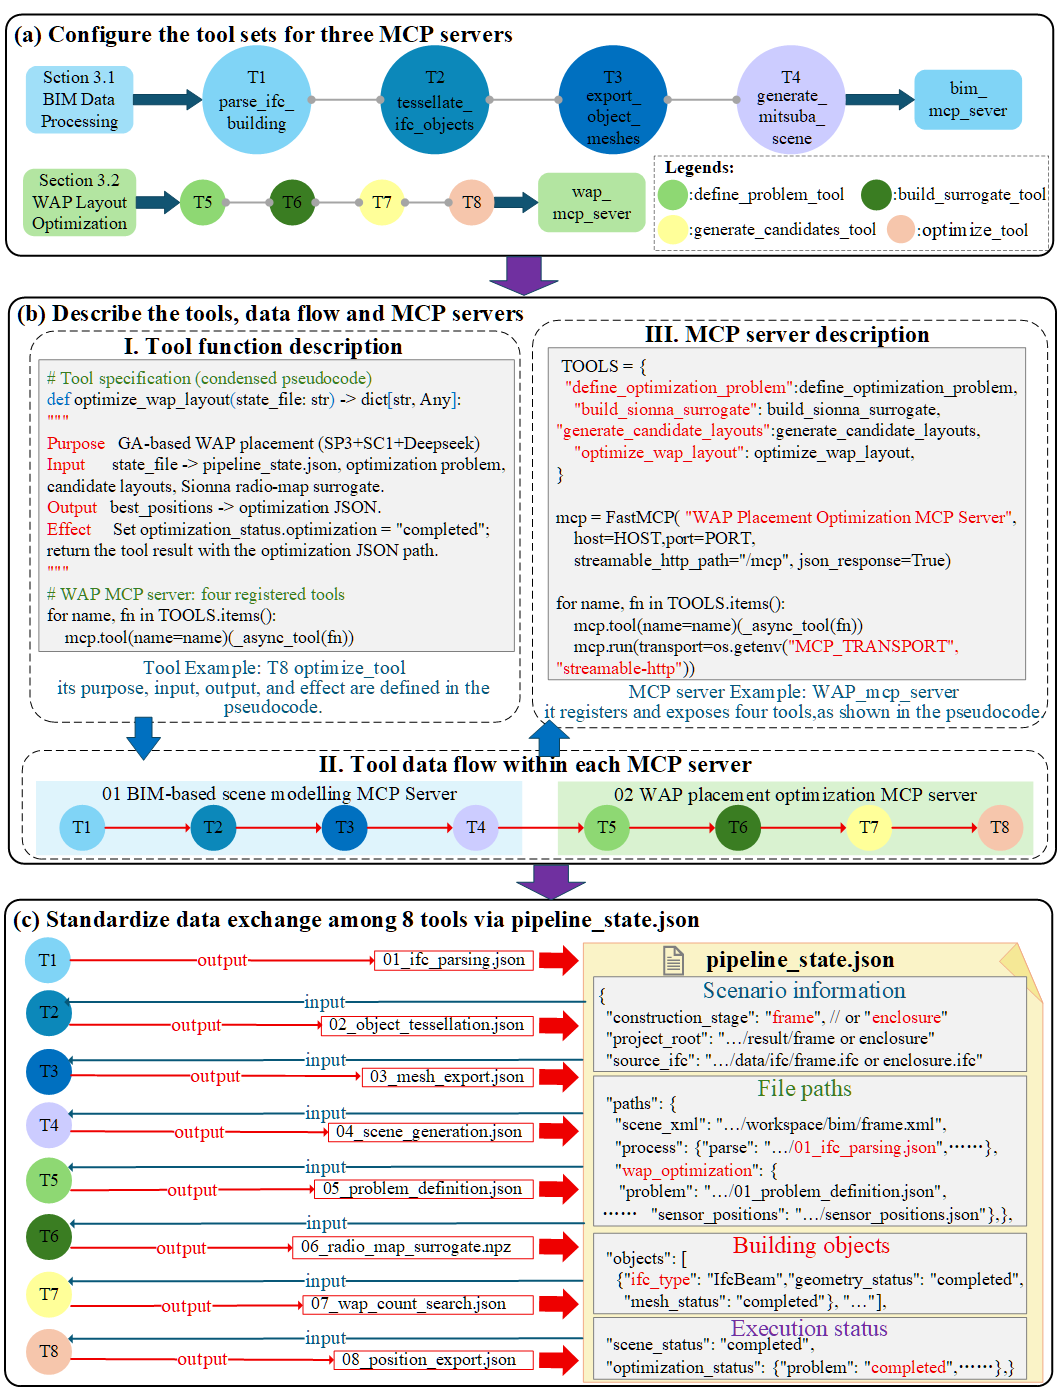 (a) Configure the tool sets for three MCP servers
Sction 3.1
BIM Data
Processing
T1
parse_ifc_
building
T2
tessellate_
ifc_objects
T3
export_
object_
meshes
T4
generate_
mitsuba_
scene
bim_
mcp_sever
Section 3.2
WAP Layout
Optimization
T5
T6
T7
T8
wap_
mcp_sever
Legends:
:define_problem_tool
:build_surrogate_tool
:generate_candidates_tool
:optimize_tool
(b) Describe the tools, data flow and MCP servers
I. Tool function description
# Tool specification (condensed pseudocode)
def optimize_wap_layout(state_file: str) -> dict[str, Any]:
"""
Purpose GA-based WAP placement (SP3+SC1+Deepseek)
Input state_file -> pipeline_state.json, optimization problem,
candidate layouts, Sionna radio-map surrogate.
Output best_positions -> optimization JSON.
Effect Set optimization_status.optimization = "completed";
return the tool result with the optimization JSON path.
"""
# WAP MCP server: four registered tools
for name, fn in TOOLS.items():
mcp.tool(name=name)(_async_tool(fn))
Tool Example: T8 optimize_tool
its purpose, input, output, and effect are defined in the
pseudocode.
III. MCP server description
TOOLS = {
"define_optimization_problem":define_optimization_problem,
"build_sionna_surrogate": build_sionna_surrogate,
"generate_candidate_layouts":generate_candidate_layouts,
"optimize_wap_layout": optimize_wap_layout,
}
mcp = FastMCP( "WAP Placement Optimization MCP Server",
host=HOST,port=PORT,
streamable_http_path="/mcp", json_response=True)
for name, fn in TOOLS.items():
mcp.tool(name=name)(_async_tool(fn))
mcp.run(transport=os.getenv("MCP_TRANSPORT",
"streamable-http"))
MCP server Example: WAP_mcp_server
it registers and exposes four tools,as shown in the pseudocode
II. Tool data flow within each MCP server
01 BIM-based scene modelling MCP Server
02 WAP placement optimization MCP server
T1
T2
T3
T4
T5
T6
T7
T8
(c) Standardize data exchange among 8 tools via pipeline_state.json
T1
output
01_ifc_parsing.json
T2
input
output
02_object_tessellation.json
T3
input
output
03_mesh_export.json
T4
input
output
04_scene_generation.json
T5
input
output
05_problem_definition.json
T6
input
output
06_radio_map_surrogate.npz
T7
input
output
07_wap_count_search.json
T8
input
output
08_position_export.json
pipeline_state.json
Scenario information
{
"construction_stage": "frame", // or "enclosure"
"project_root": "…/result/frame or enclosure"
"source_ifc": "…/data/ifc/frame.ifc or enclosure.ifc"
File paths
"paths": {
"scene_xml": "…/workspace/bim/frame.xml",
"process": {"parse": "…/01_ifc_parsing.json",……},
"wap_optimization": {
"problem": "…/01_problem_definition.json",
…… "sensor_positions": "…/sensor_positions.json"},},
Building objects
"objects": [
{"ifc_type": "IfcBeam","geometry_status": "completed",
"mesh_status": "completed"}, "…"],
Execution status
"scene_status": "completed",
"optimization_status": {"problem": "completed",……},}